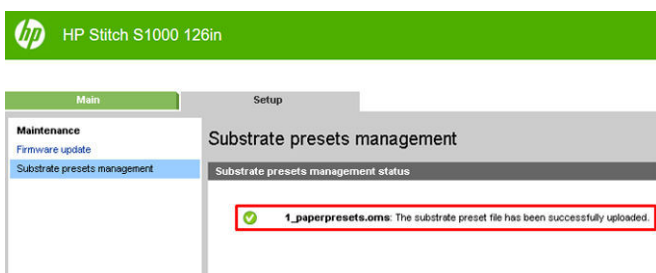 hp HP Stitch S1000 126in
Main Setup
Maintenance
Firmware update
Substrate presets management
Substrate presets management
Substrate presets management status
1_paperpresets.oms: The substrate preset file has been successfully uploaded.